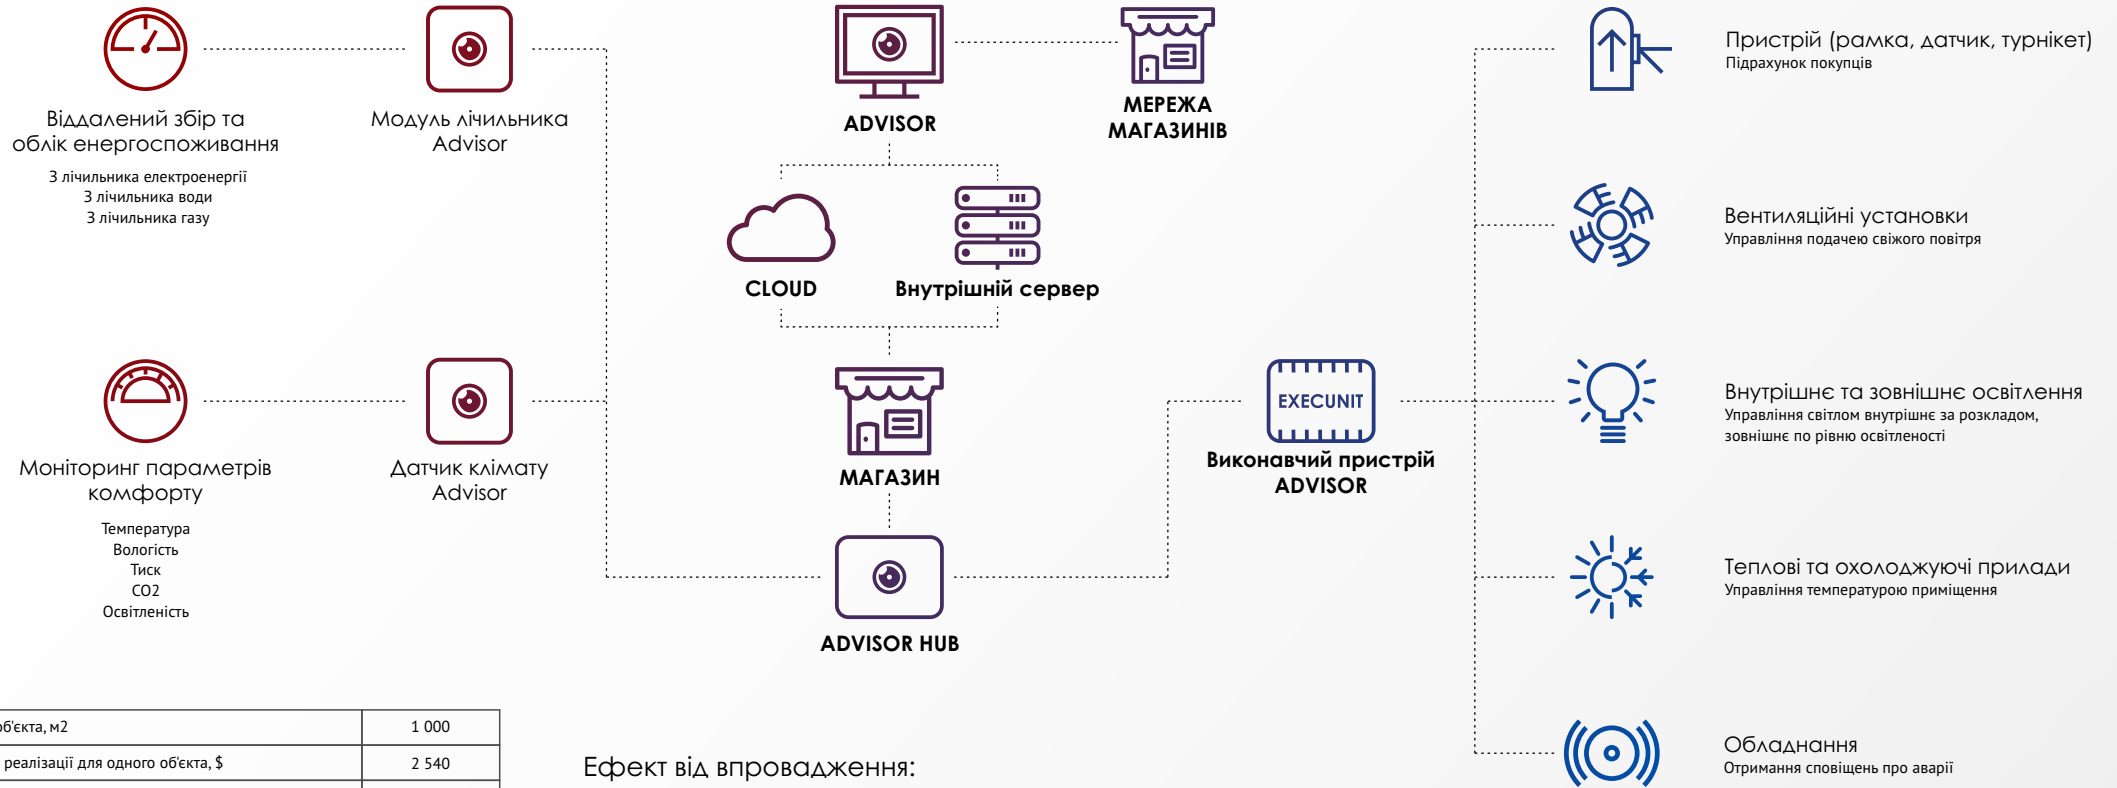 Віддалений збір та
облік енергоспоживання
З лічильника електроенергії
З лічильника води
З лічильника газу
Модуль лічильника
Advisor
ADVISOR
МЕРЕЖА
МАГАЗИНІВ
CLOUD
Внутрішній сервер
МАГАЗИН
ADVISOR HUB
Моніторинг параметрів
комфорту
Температура
Вологість
Тиск
СО2
Освітленість
Датчик клімату
Advisor
EXECUNIT
Виконавчий пристрій
ADVISOR
Пристрій (рамка, датчик, турнікет)
Підрахунок покупців
Вентиляційні установки
Управління подачею свіжого повітря
Внутрішнє та зовнішнє освітлення
Управління світлом внутрішнє за розкладом,
зовнішнє по рівню освітленості
Теплові та охолоджуючі прилади
Управління температурою приміщення
Обладнання
Отримання сповіщень про аварії
об'єкта, м2 1 000
реалізації для одного об'єкта, $ 2 540
Ефект від впровадження: